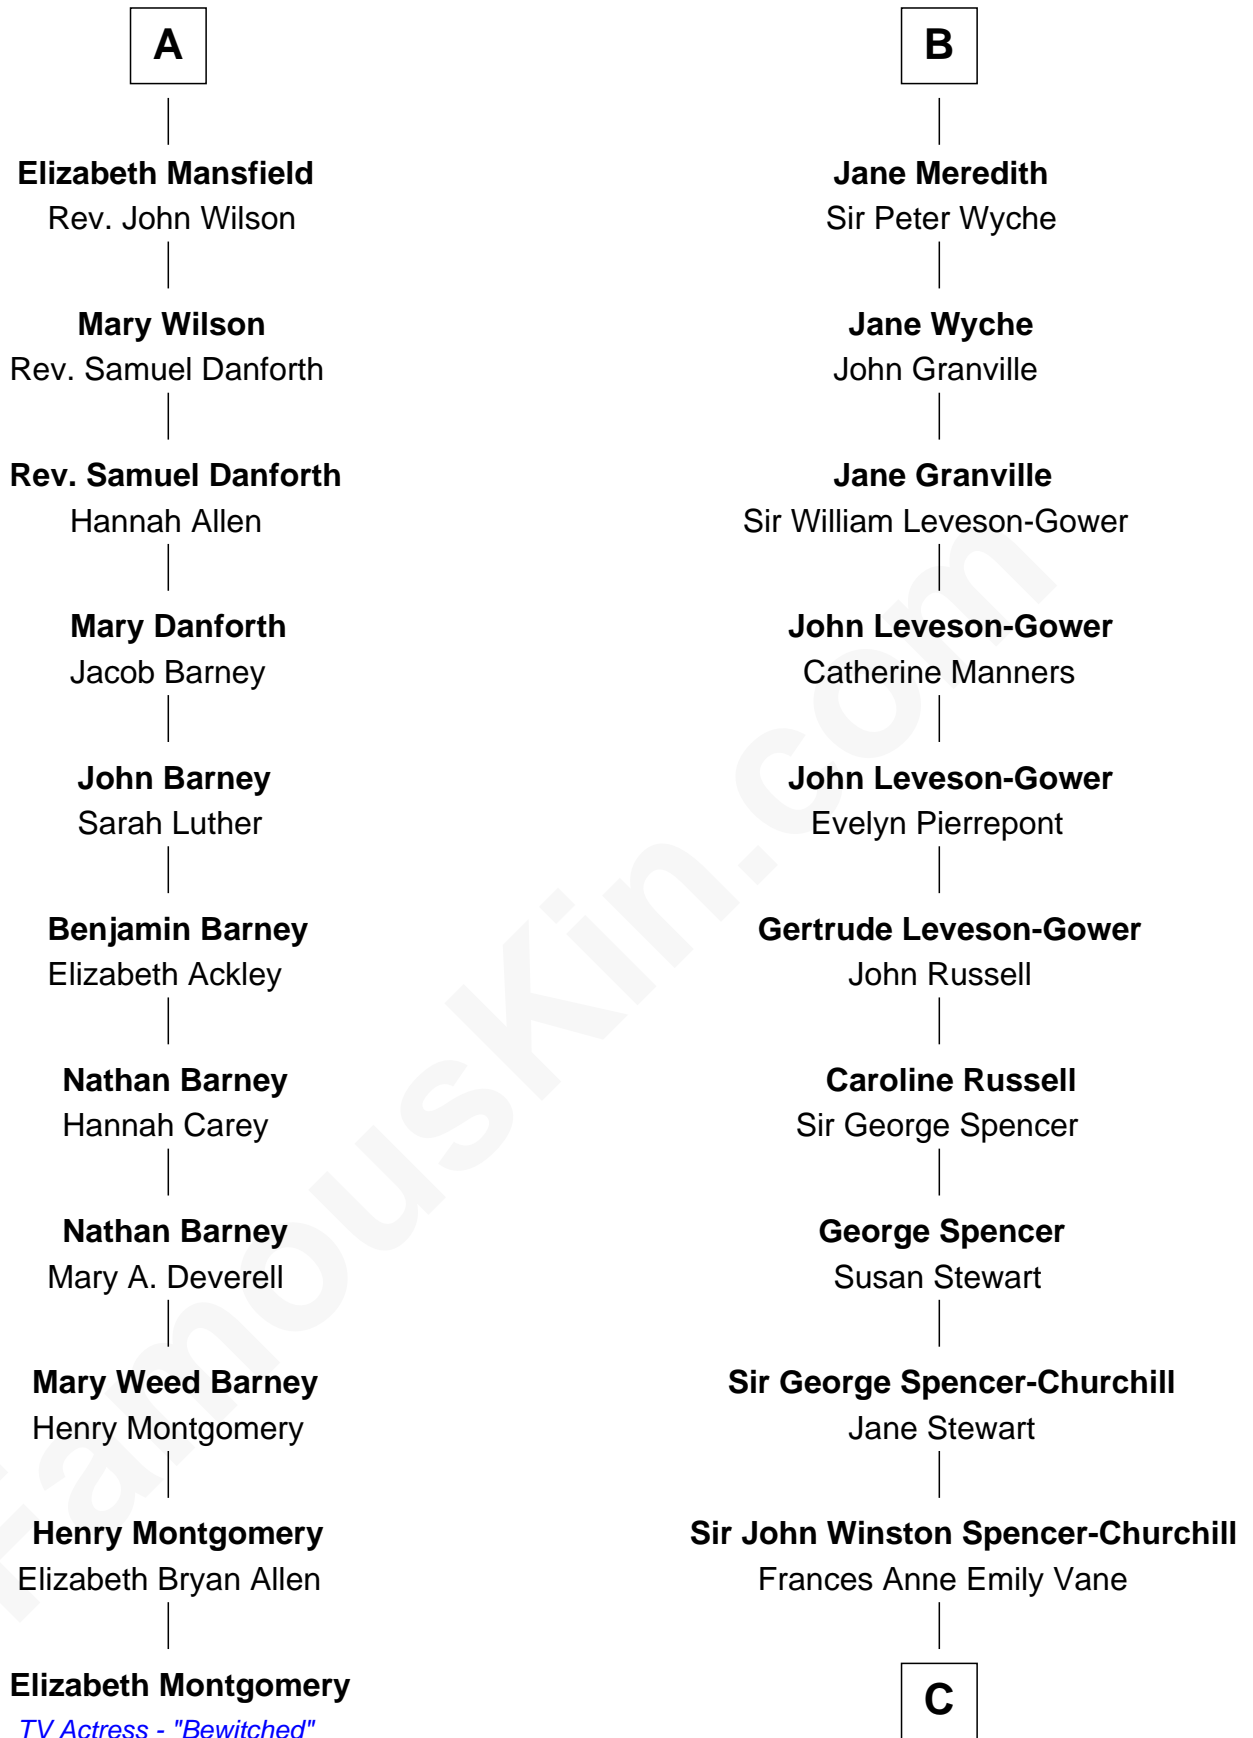 A
Elizabeth Mansfield
Rev. John Wilson
Mary Wilson
Rev. Samuel Danforth
Rev. Samuel Danforth
Hannah Allen
Mary Danforth
Jacob Barney
John Barney
Sarah Luther
Benjamin Barney
Elizabeth Ackley
Nathan Barney
Hannah Carey
Nathan Barney
Mary A. Deverell
Mary Weed Barney
Henry Montgomery
Henry Montgomery
Elizabeth Bryan Allen
Elizabeth Montgomery
TV Actress - "Bewitched"
B
Jane Meredith
Sir Peter Wyche
Jane Wyche
John Granville
Jane Granville
Sir William Leveson-Gower
John Leveson-Gower
Catherine Manners
John Leveson-Gower
Evelyn Pierrepont
Gertrude Leveson-Gower
John Russell
Caroline Russell
Sir George Spencer
George Spencer
Susan Stewart
Sir George Spencer-Churchill
Jane Stewart
Sir John Winston Spencer-Churchill
Frances Anne Emily Vane
C
FamousKin.com